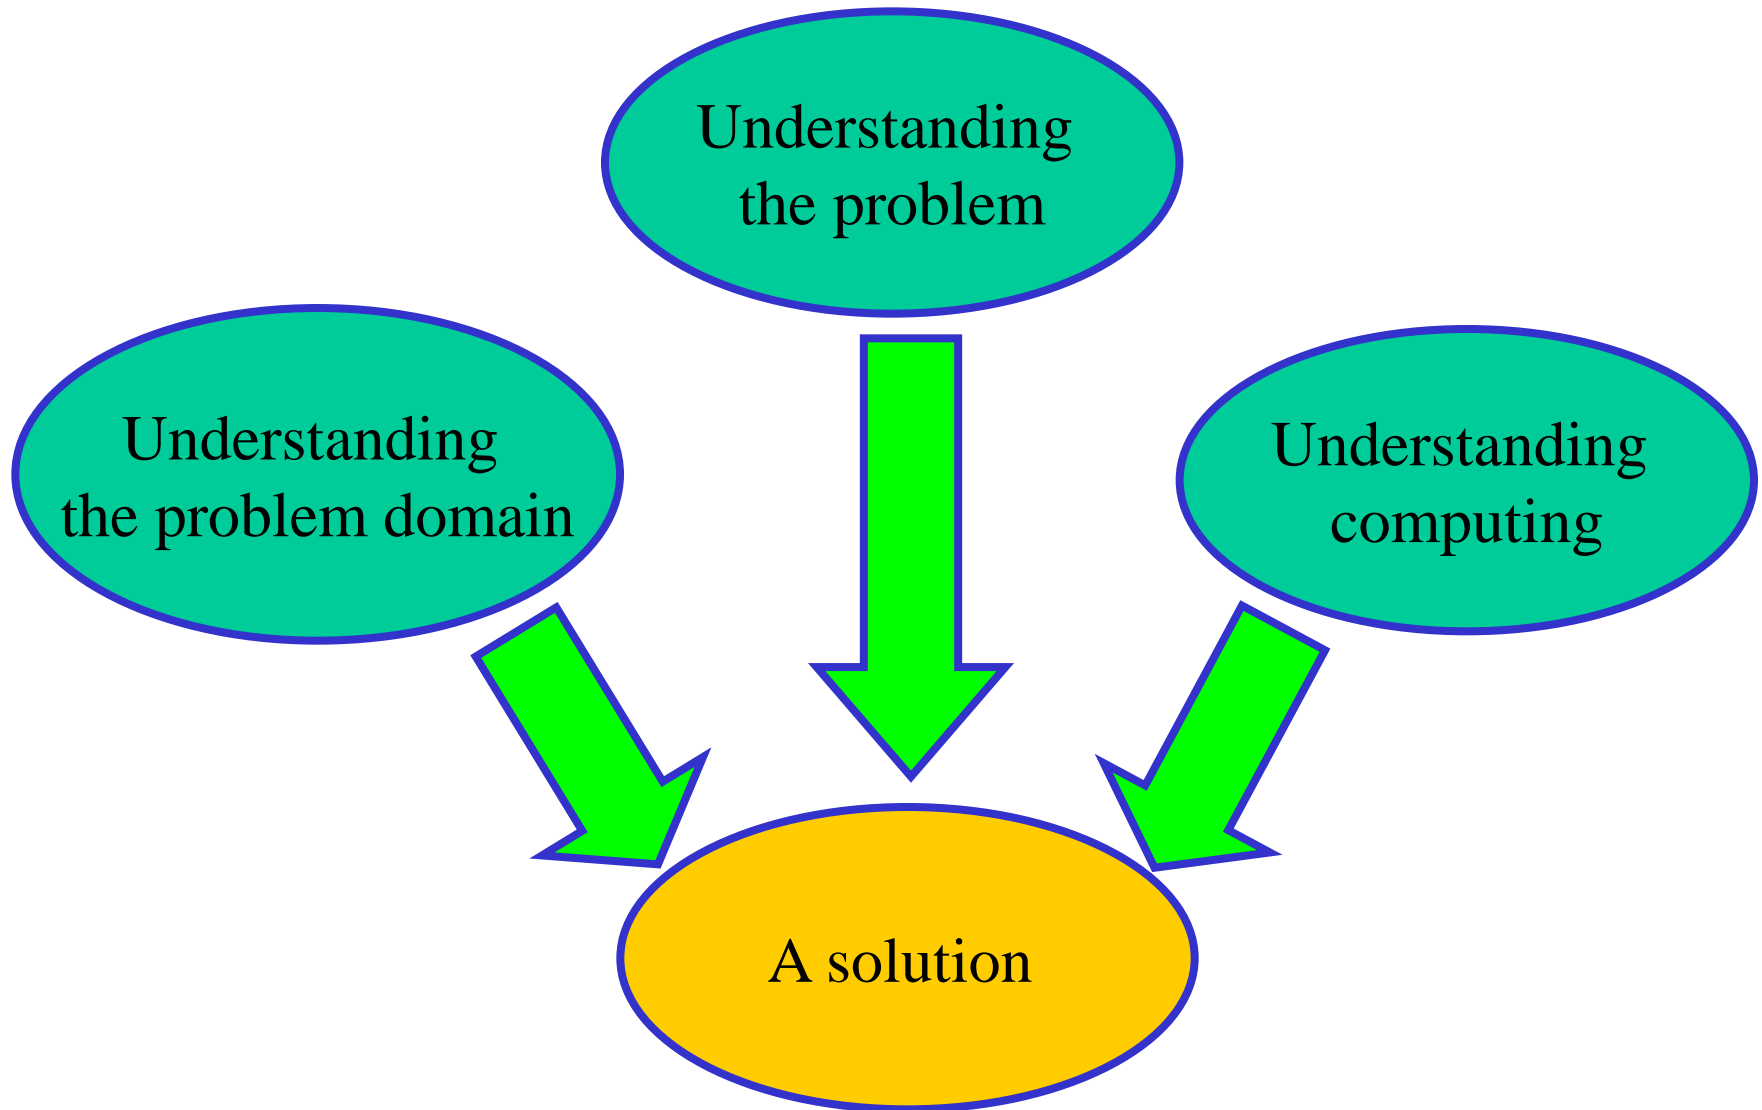 Understanding
the problem
Understanding
the problem domain
Understanding
computing
A solution